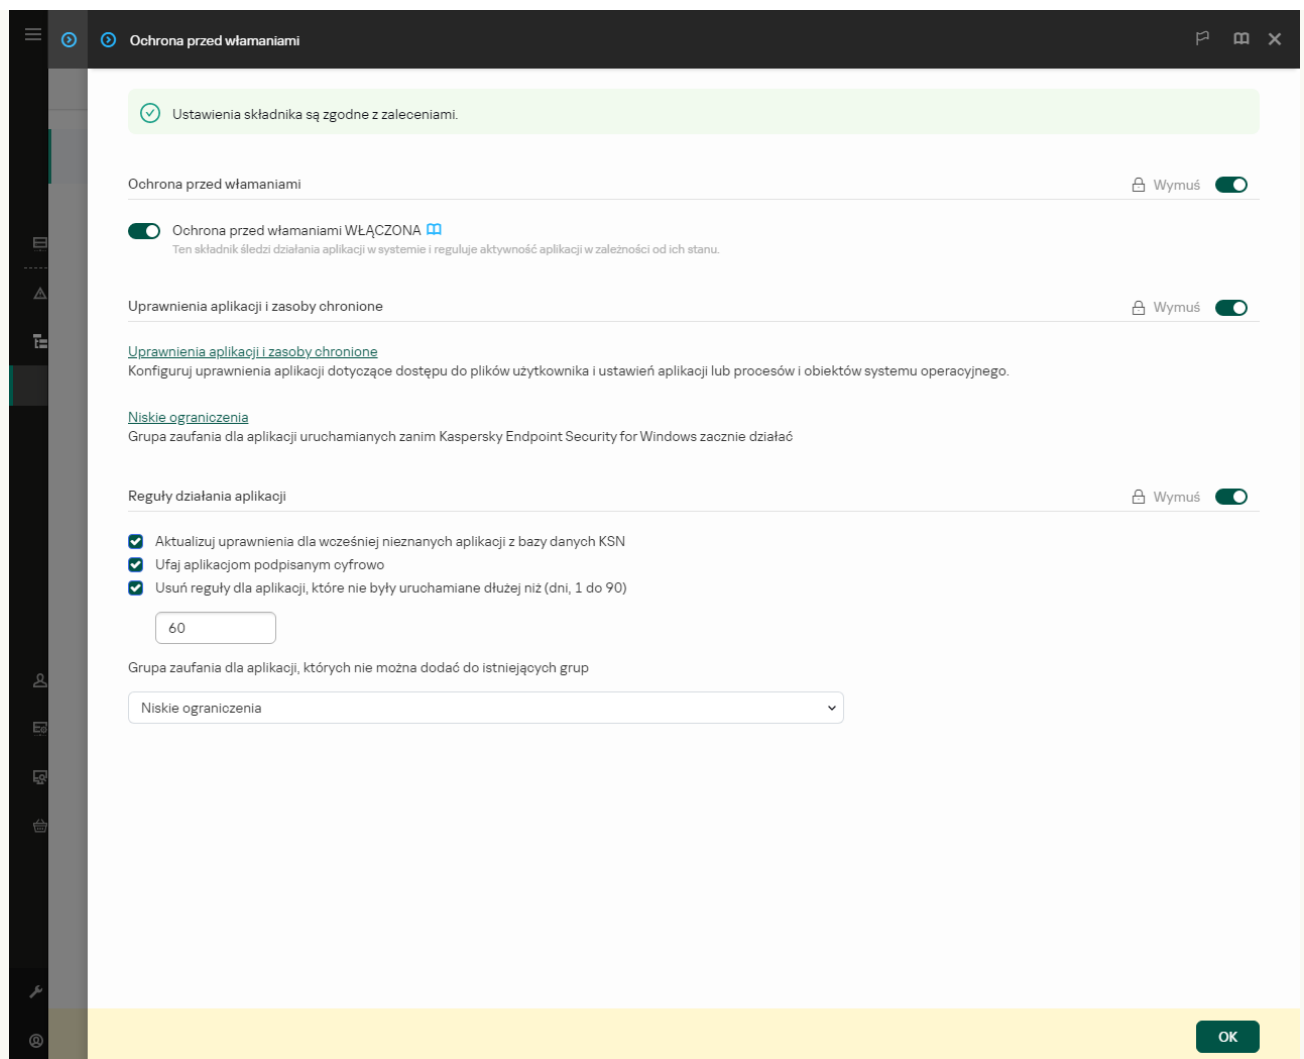 Ochrona przed włamaniami
Ustawienia składnika są zgodne z zaleceniami.
Ochrona przed włamaniami
Wymuś
Ochrona przed włamaniami WŁĄCZONA
Ten składnik śledzi działania aplikacji w systemie i reguluje aktywność aplikacji w zależności od ich stanu.
Uprawnienia aplikacji i zasoby chronione
Wymuś
Uprawnienia aplikacji i zasoby chronione
Konfiguruj uprawnienia aplikacji dotyczące dostępu do plików użytkownika i ustawień aplikacji lub procesów i obiektów systemu operacyjnego.
Niskie ograniczenia
Grupa zaufania dla aplikacji uruchamianych zanim Kaspersky Endpoint Security for Windows zacznie działać
Reguły działania aplikacji
Wymuś
Aktualizuj uprawnienia dla wcześniej nieznanych aplikacji z bazy danych KSN
Ufaj aplikacjom podpisanym cyfrowo
Usuń reguły dla aplikacji, które nie były uruchamiane dłużej niż (dni, 1 do 90)
60
Grupa zaufania dla aplikacji, których nie można dodać do istniejących grup
Niskie ograniczenia
OK